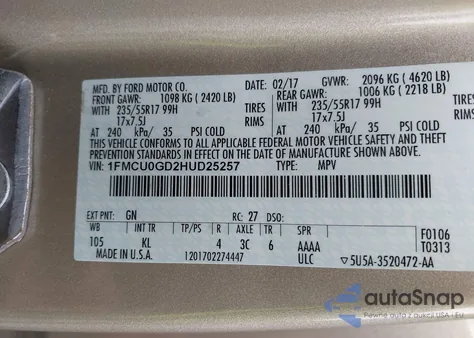 MFD. BY FORD MOTOR CO. 02/17 GVWR: 2096 KG ( 4620 LB)
FRONT GAWR: 1098 KG ( 2420 LB) REAR GAWR: 1006 KG ( 2218 LB)
WITH 235/55R17 99H TIRES WITH 235/55R17 99H TIRES
17x7.5J RIMS 17x7.5J RIMS
AT 240 kPa/ 35 PSI COLD AT 240 kPa/ 35 PSI COLD
THIS VEHICLE CONFORMS TO ALL APPLICABLE FEDERAL MOTOR VEHICLE SAFETY
AND THEFT PREVENTION STANDARDS IN EFFECT ON THE DATE OF MANUFACTURE SHOWN ABOVE.
VIN: 1FMCU0GD2HUD25257 TYPE: MPV
EXT PNT: GN RC: 27 DSO: F0106
WB INT TR TP/PS R AXLE TR SPR T0313
105 KL 4 3C 6 AAAA
1201702274447 ULC 5U5A-3520472-AA
autoSnap